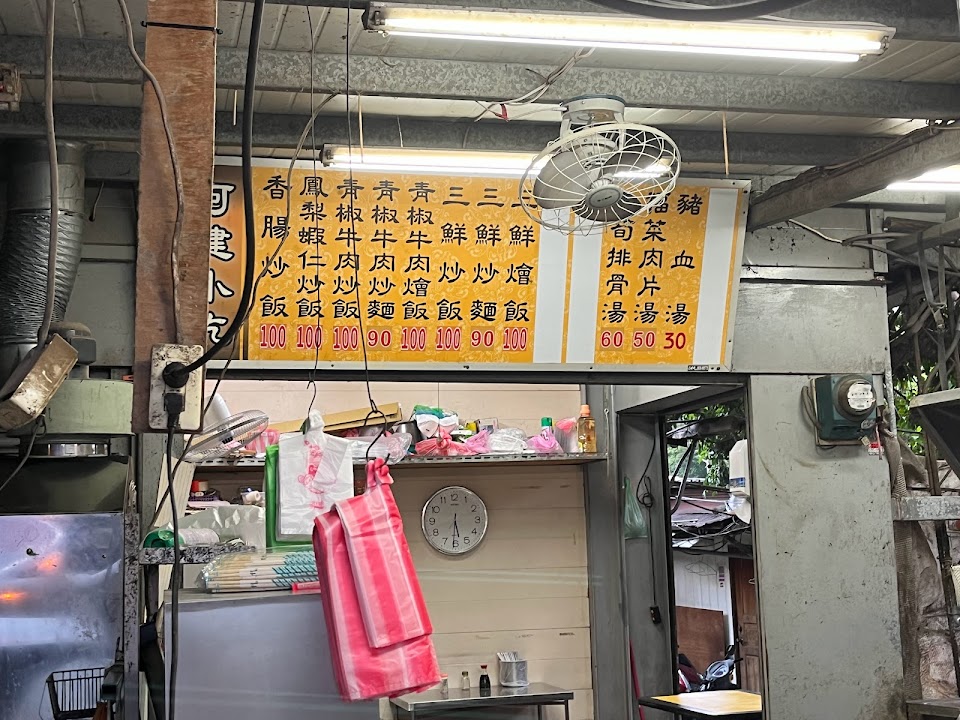 阿建小吃
香腸炒飯 100
鳳梨蝦仁炒飯 100
青椒牛肉炒飯 100
青椒牛肉炒麵 90
青椒牛肉燴飯 100
三鮮炒飯 100
三鮮炒麵 90
三鮮燴飯 100
筍排骨湯 60
菜肉片湯 50
豬血湯 30